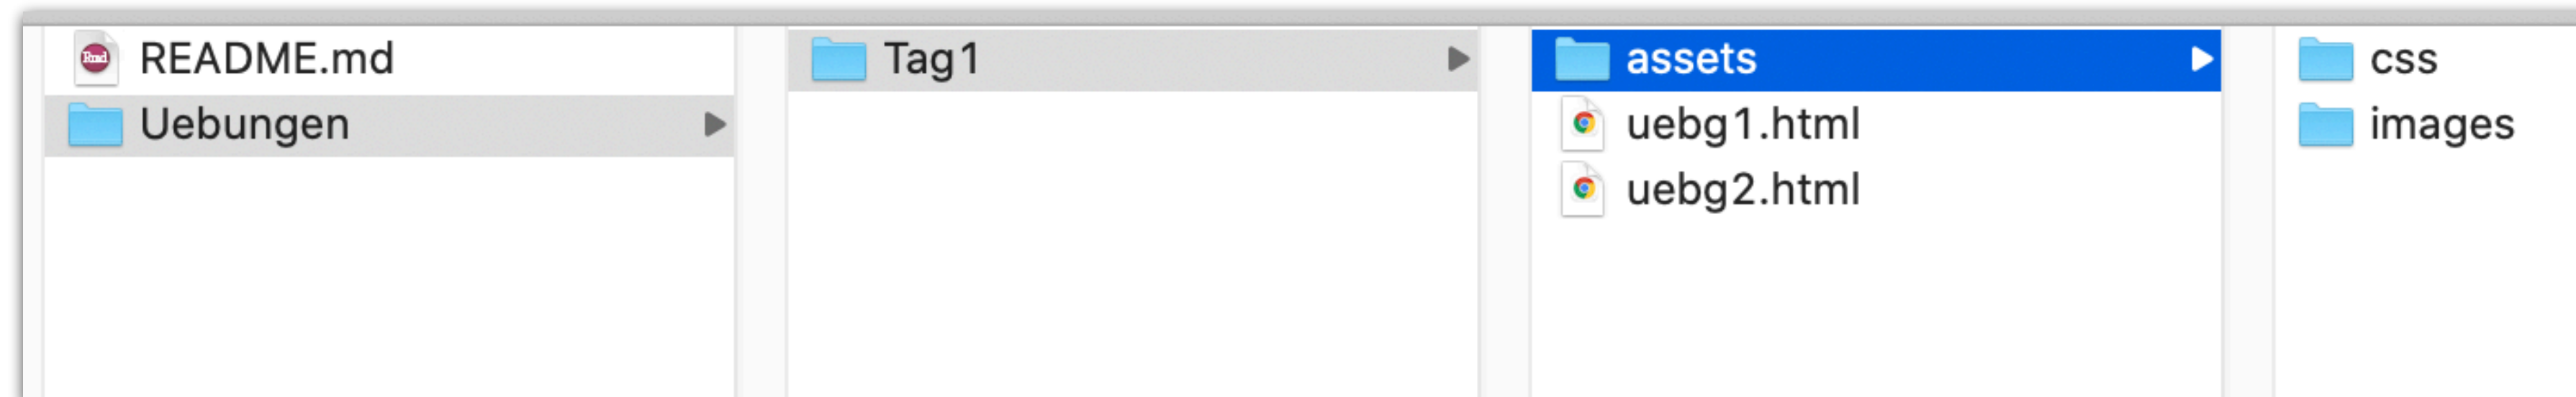 README.md
Uebungen
Tag1
assets
uebg1.html
uebg2.html
css
images